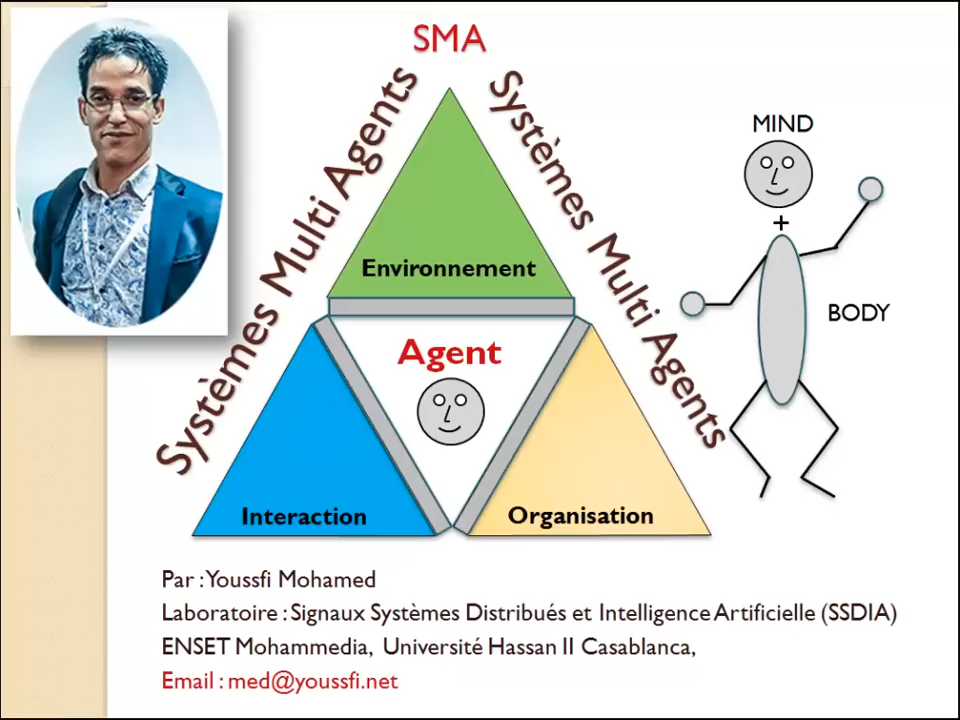 SMA
Systèmes Multi Agents
Systèmes Multi Agents
MIND
+
BODY
Environnement
Agent
Interaction
Organisation
Par : Youssfi Mohamed
Laboratoire : Signaux Systèmes Distribués et Intelligence Artificielle (SSDIA)
ENSET Mohammedia, Université Hassan II Casablanca,
Email : med@youssfi.net